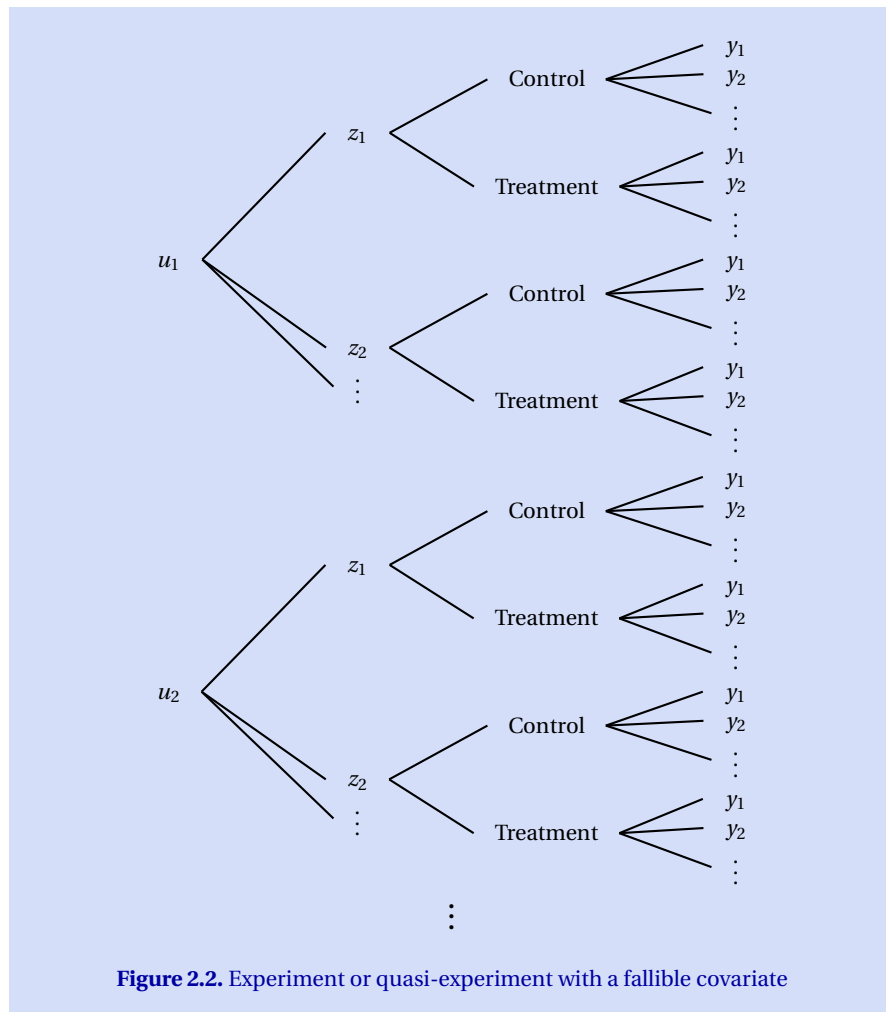 y₁
Control y₂
⋮
z₁ y₁
Treatment y₂
⋮
u₁ y₁
Control y₂
⋮
z₂ y₁
⋮ Treatment y₂
⋮
y₁
Control y₂
⋮
z₁ y₁
Treatment y₂
⋮
u₂ y₁
Control y₂
⋮
z₂ y₁
⋮ Treatment y₂
⋮
⋮
Figure 2.2. Experiment or quasi-experiment with a fallible covariate